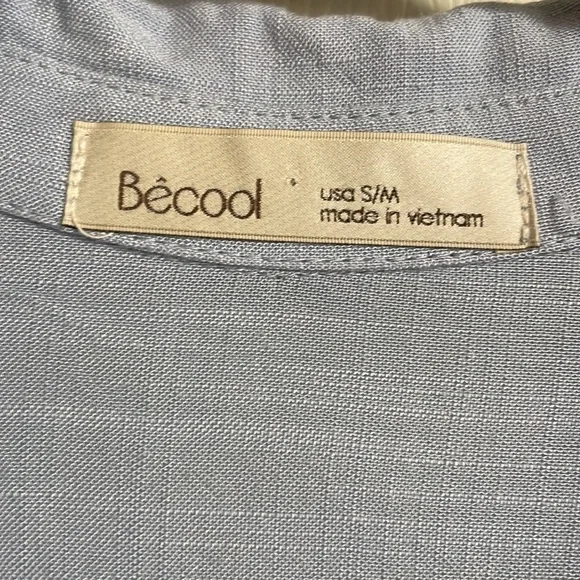 Bêcool
usa S/M
made in vietnam